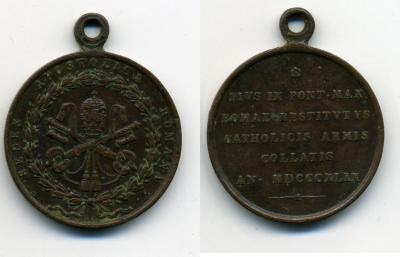 SEDES APOSTOLICA ROMANA
PIVS IX PONT. MAX
ROMAE RESTITVTVS
CATHOLICIS ARMIS
COLLATIS
AN. MDCCCXLIX